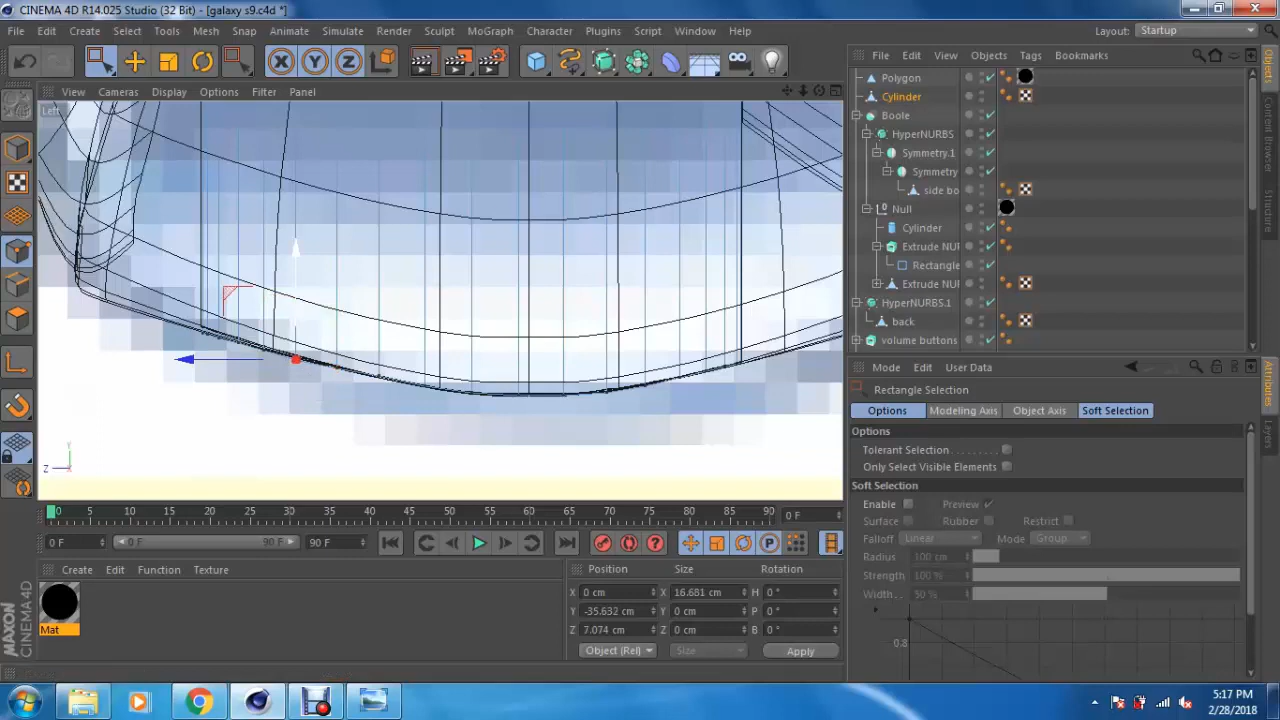 CINEMA 4D R14.025 Studio (32 Bit) - [galaxy s9.c4d *]
File Edit Create Select Tools Mesh Snap Animate Simulate Render Sculpt MoGraph Character Plugins Script Window Help
Layout: Startup
X Y Z
File Edit View Objects Tags Bookmarks
View Cameras Display Options Filter Panel
Left
Polygon
Cylinder
Boole
HyperNURBS
Symmetry.1
Symmetry
side bo
Null
Cylinder
Extrude NU
Rectangle
Extrude NU
HyperNURBS.1
back
volume buttons
Objects
Content Browser
Structure
Mode Edit User Data
Rectangle Selection
Options Modeling Axis Object Axis Soft Selection
Options
Tolerant Selection
Only Select Visible Elements
Soft Selection
Enable Preview
Surface Rubber Restrict
Falloff Linear Mode Group
Radius 100 cm
Strength 100 %
Width 50 %
0.8
Attributes
Layers
Y
Z X
0 5 10 15 20 25 30 35 40 45 50 55 60 65 70 75 80 85 90 0 F
0 F 0 F 90 F 90 F
Create Edit Function Texture
Mat
MAXON
CINEMA 4D
Position Size Rotation
X 0 cm X 16.681 cm H 0 °
Y -35.632 cm Y 0 cm P 0 °
Z 7.074 cm Z 0 cm B 0 °
Object (Rel) Size Apply
5:17 PM
2/28/2018